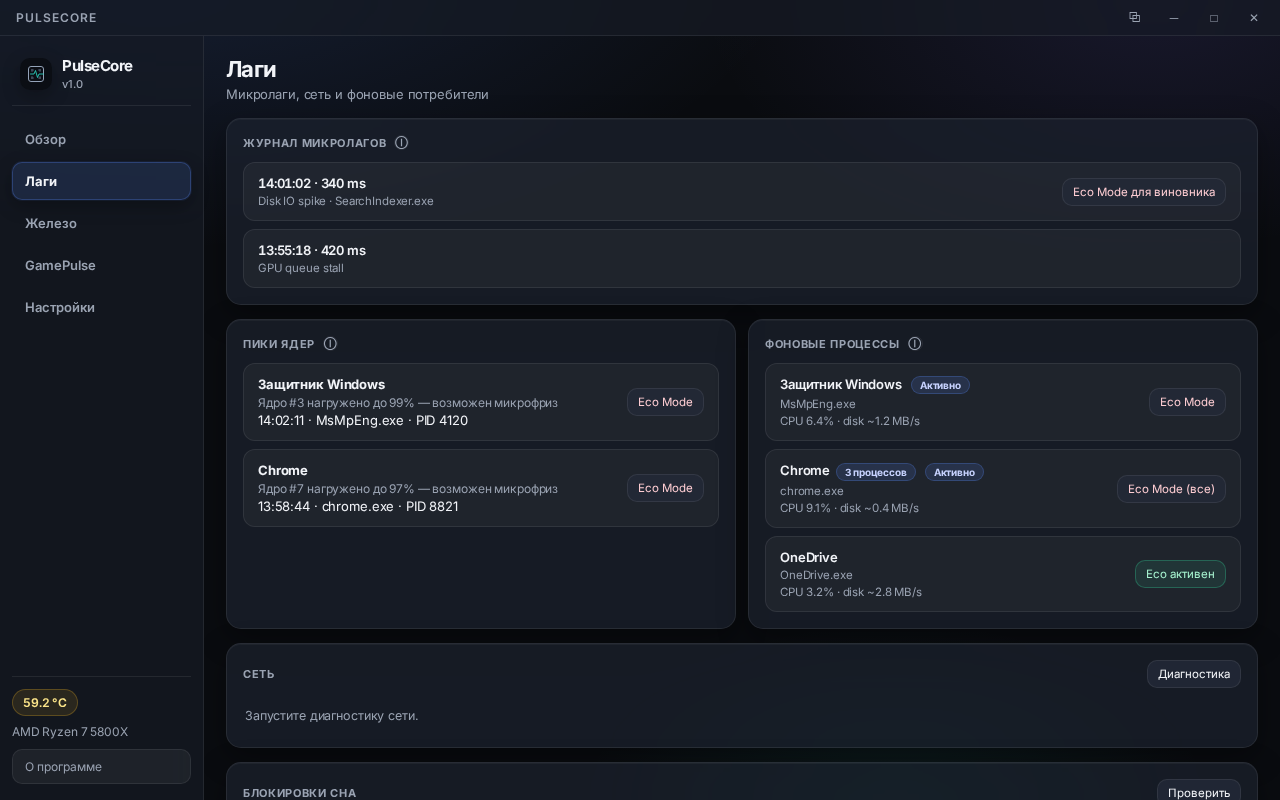 PULSECORE
PulseCore
v1.0
Обзор
Лаги
Железо
GamePulse
Настройки
59.2 °C
AMD Ryzen 7 5800X
О программе
Лаги
Микролаги, сеть и фоновые потребители
ЖУРНАЛ МИКРОЛАГОВ
14:01:02 · 340 ms
Disk IO spike · SearchIndexer.exe
Eco Mode для виновника
13:55:18 · 420 ms
GPU queue stall
ПИКИ ЯДЕР
Защитник Windows
Ядро #3 нагружено до 99% — возможен микрофриз
14:02:11 · MsMpEng.exe · PID 4120
Eco Mode
Chrome
Ядро #7 нагружено до 97% — возможен микрофриз
13:58:44 · chrome.exe · PID 8821
Eco Mode
ФОНОВЫЕ ПРОЦЕССЫ
Защитник Windows Активно
MsMpEng.exe
CPU 6.4% · disk ~1.2 MB/s
Eco Mode
Chrome 3 процессов Активно
chrome.exe
CPU 9.1% · disk ~0.4 MB/s
Eco Mode (все)
OneDrive
OneDrive.exe
CPU 3.2% · disk ~2.8 MB/s
Eco активен
СЕТЬ
Диагностика
Запустите диагностику сети.
БЛОКИРОВКИ СНА
Проверить